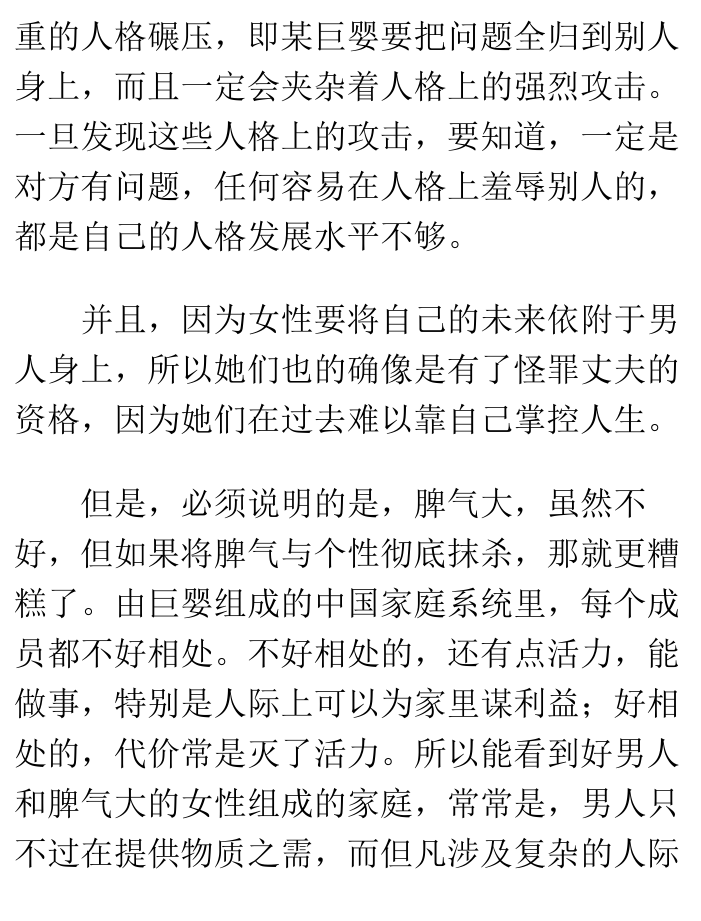 重的人格碾压，即某巨婴要把问题全归到别人
身上，而且一定会夹杂着人格上的强烈攻击。
一旦发现这些人格上的攻击，要知道，一定是
对方有问题，任何容易在人格上羞辱别人的，
都是自己的人格发展水平不够。
并且，因为女性要将自己的未来依附于男
人身上，所以她们也的确像是有了怪罪丈夫的
资格，因为她们在过去难以靠自己掌控人生。
但是，必须说明的是，脾气大，虽然不
好，但如果将脾气与个性彻底抹杀，那就更糟
糕了。由巨婴组成的中国家庭系统里，每个成
员都不好相处。不好相处的，还有点活力，能
做事，特别是人际上可以为家里谋利益；好相
处的，代价常是灭了活力。所以能看到好男人
和脾气大的女性组成的家庭，常常是，男人只
不过在提供物质之需，而但凡涉及复杂的人际